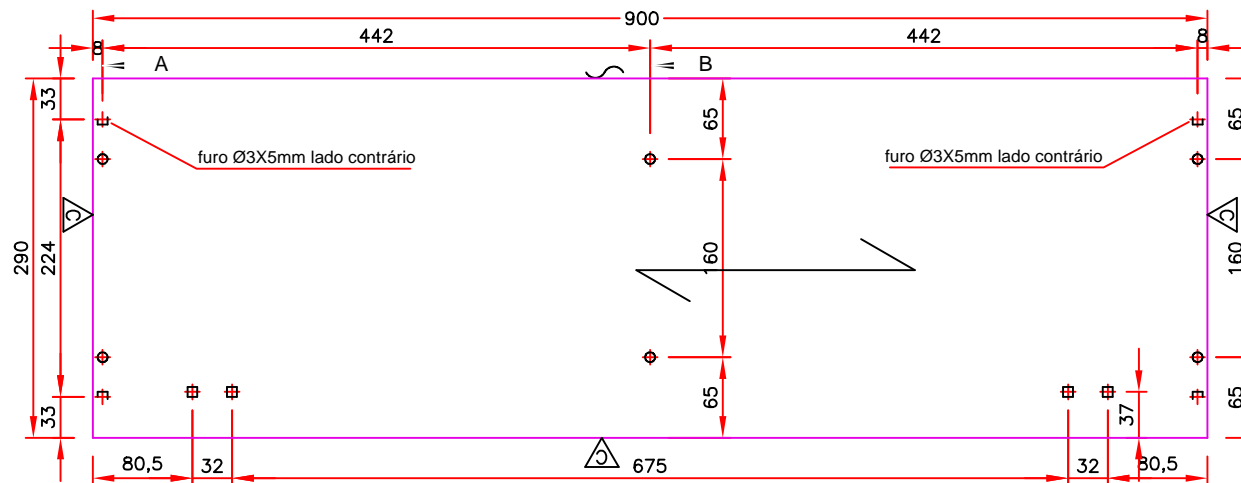 900
8 442 442 8
A B
33 65 65
furo Ø3X5mm lado contrário furo Ø3X5mm lado contrário
C C
290 224 160 160
33 65 37 65
C
80,5 32 675 32 80,5